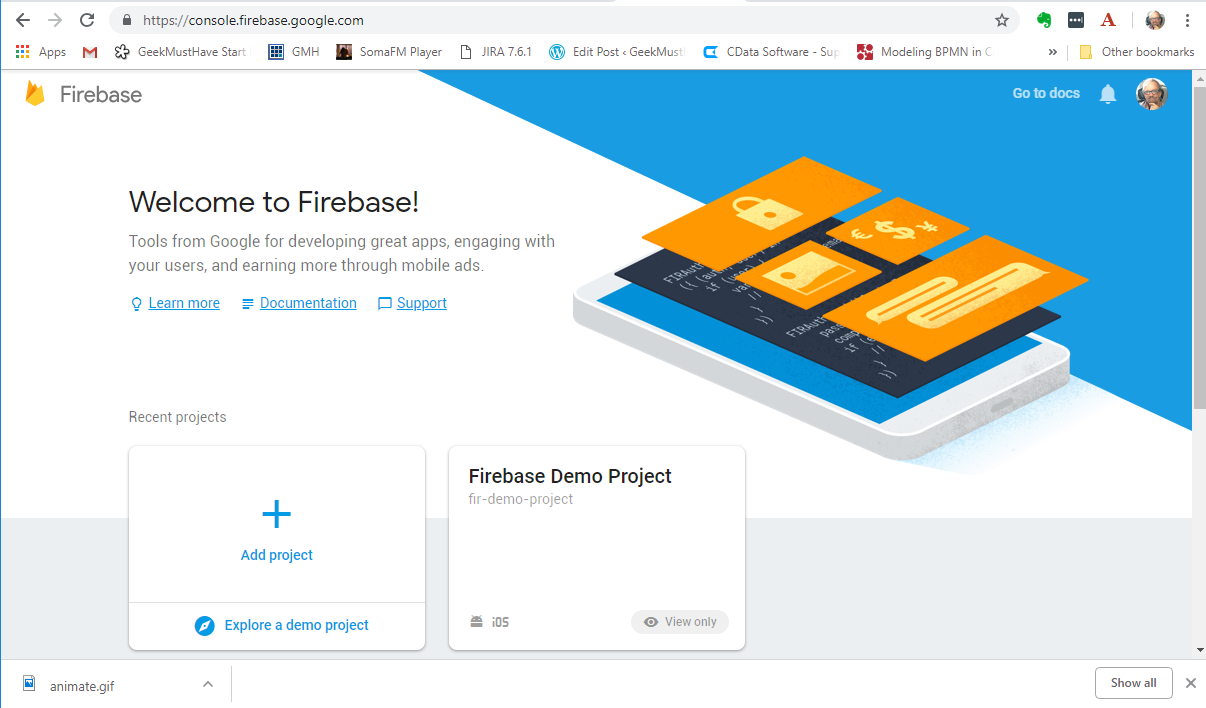 https://console.firebase.google.com
Apps
GeekMustHave Start
GMH
SomaFM Player
JIRA 7.6.1
Edit Post ‹ GeekMust
CData Software - Sup
Modeling BPMN in C
»
Other bookmarks
Firebase
Go to docs
Welcome to Firebase!
Tools from Google for developing great apps, engaging with
your users, and earning more through mobile ads.
Learn more
Documentation
Support
Recent projects
Add project
Explore a demo project
Firebase Demo Project
fir-demo-project
iOS
View only
animate.gif
Show all